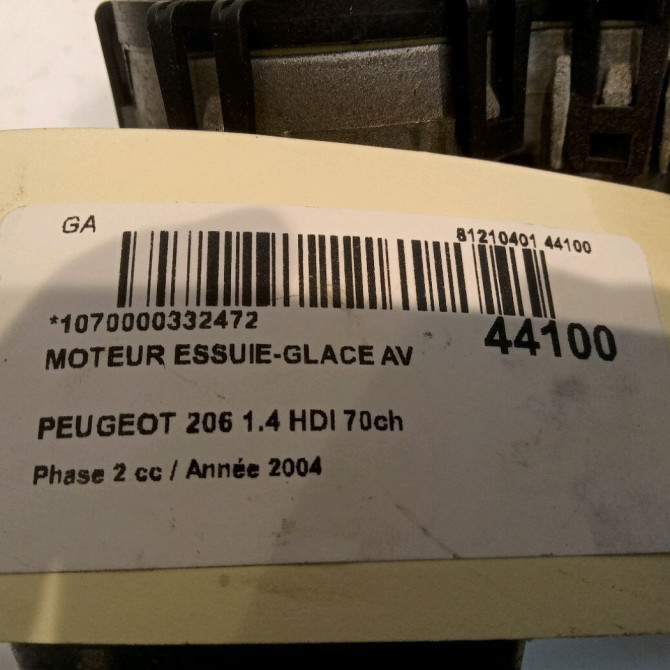 GA
81210401 44100
*1070000332472
44100
MOTEUR ESSUIE-GLACE AV
PEUGEOT 206 1.4 HDI 70ch
Phase 2 cc / Année 2004